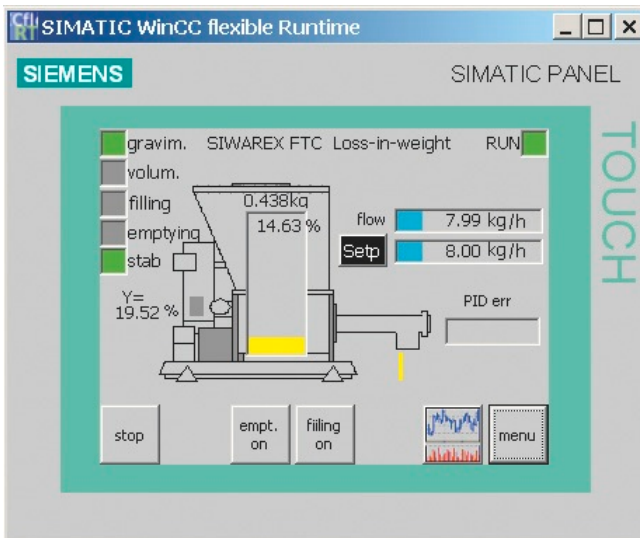 SIMATIC WinCC flexible Runtime
SIEMENS
SIMATIC PANEL
TOUCH
gravim.
SIWAREX FTC Loss-in-weight
RUN
volum.
filling
0.438kg
14.63 %
flow
7.99 kg/h
emptying
Setp
8.00 kg/h
stab
Y=
19.52 %
PID err
stop
empt.
on
fiiling
on
menu